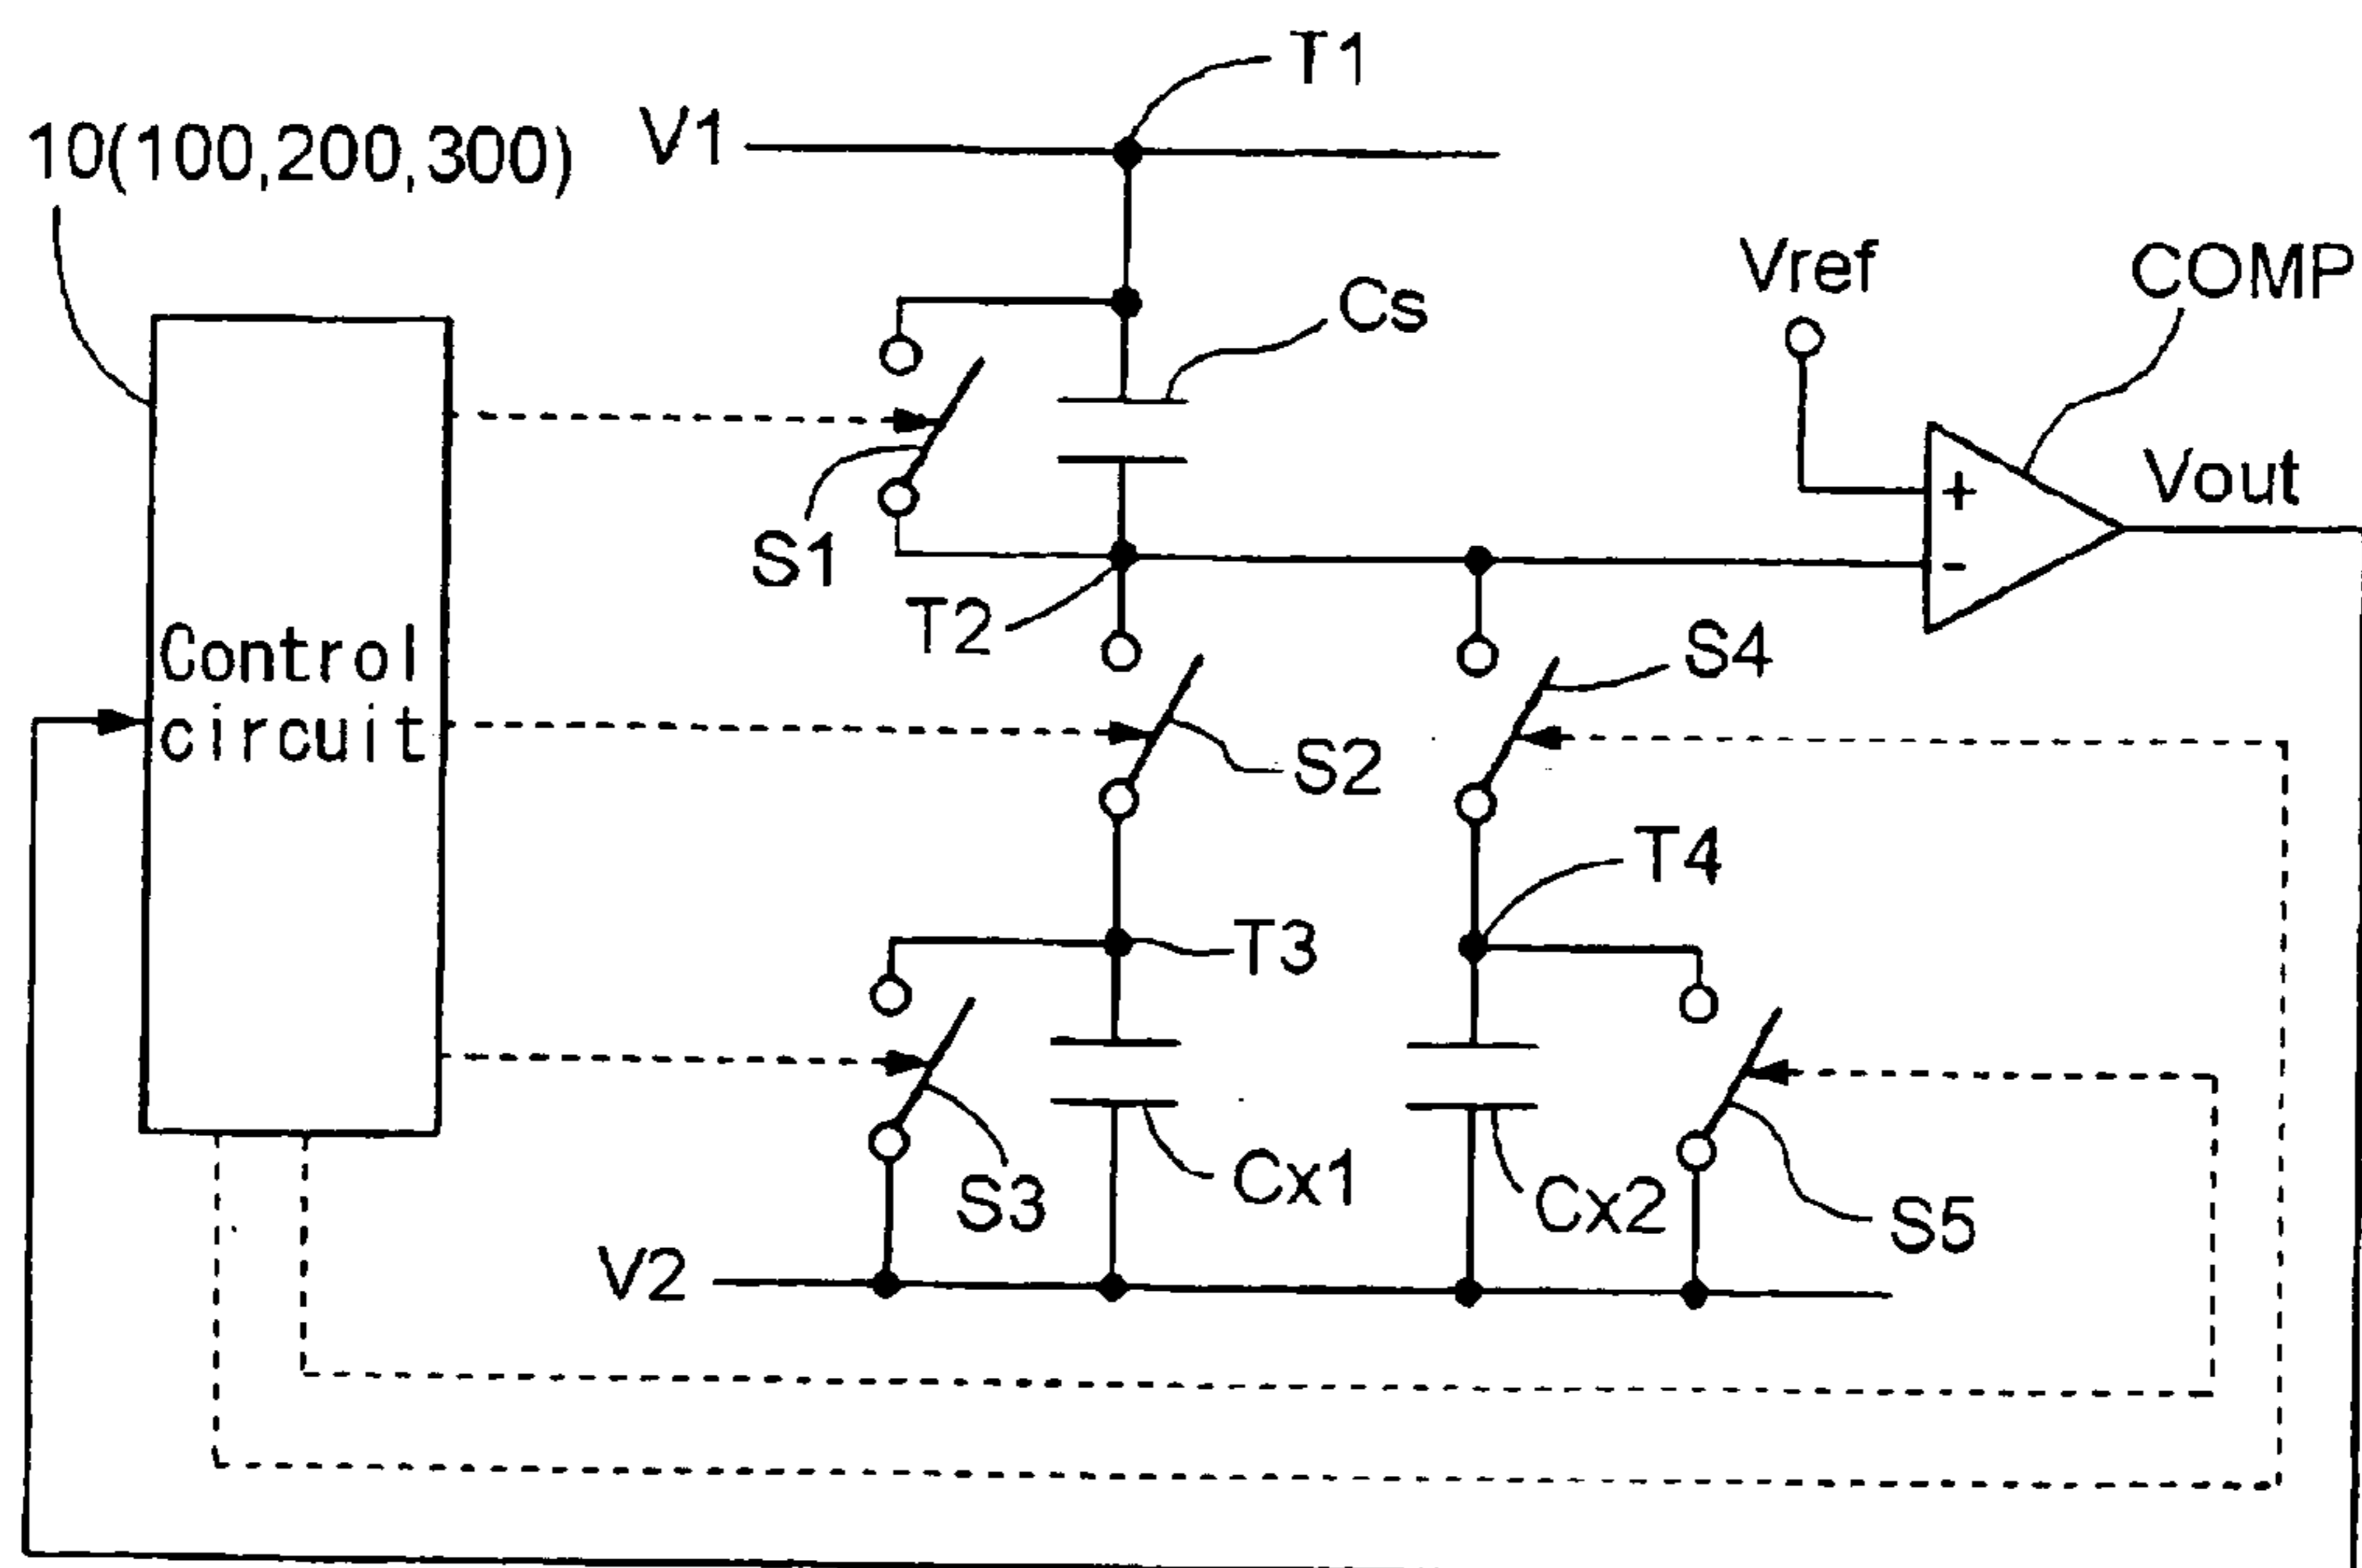 T1
10(100,200,300)
V1
Vref
COMP
Cs
+
Vout
S1
-
T2
S4
Control
circuit
S2
T4
T3
Cx1
Cx2
S3
S5
V2